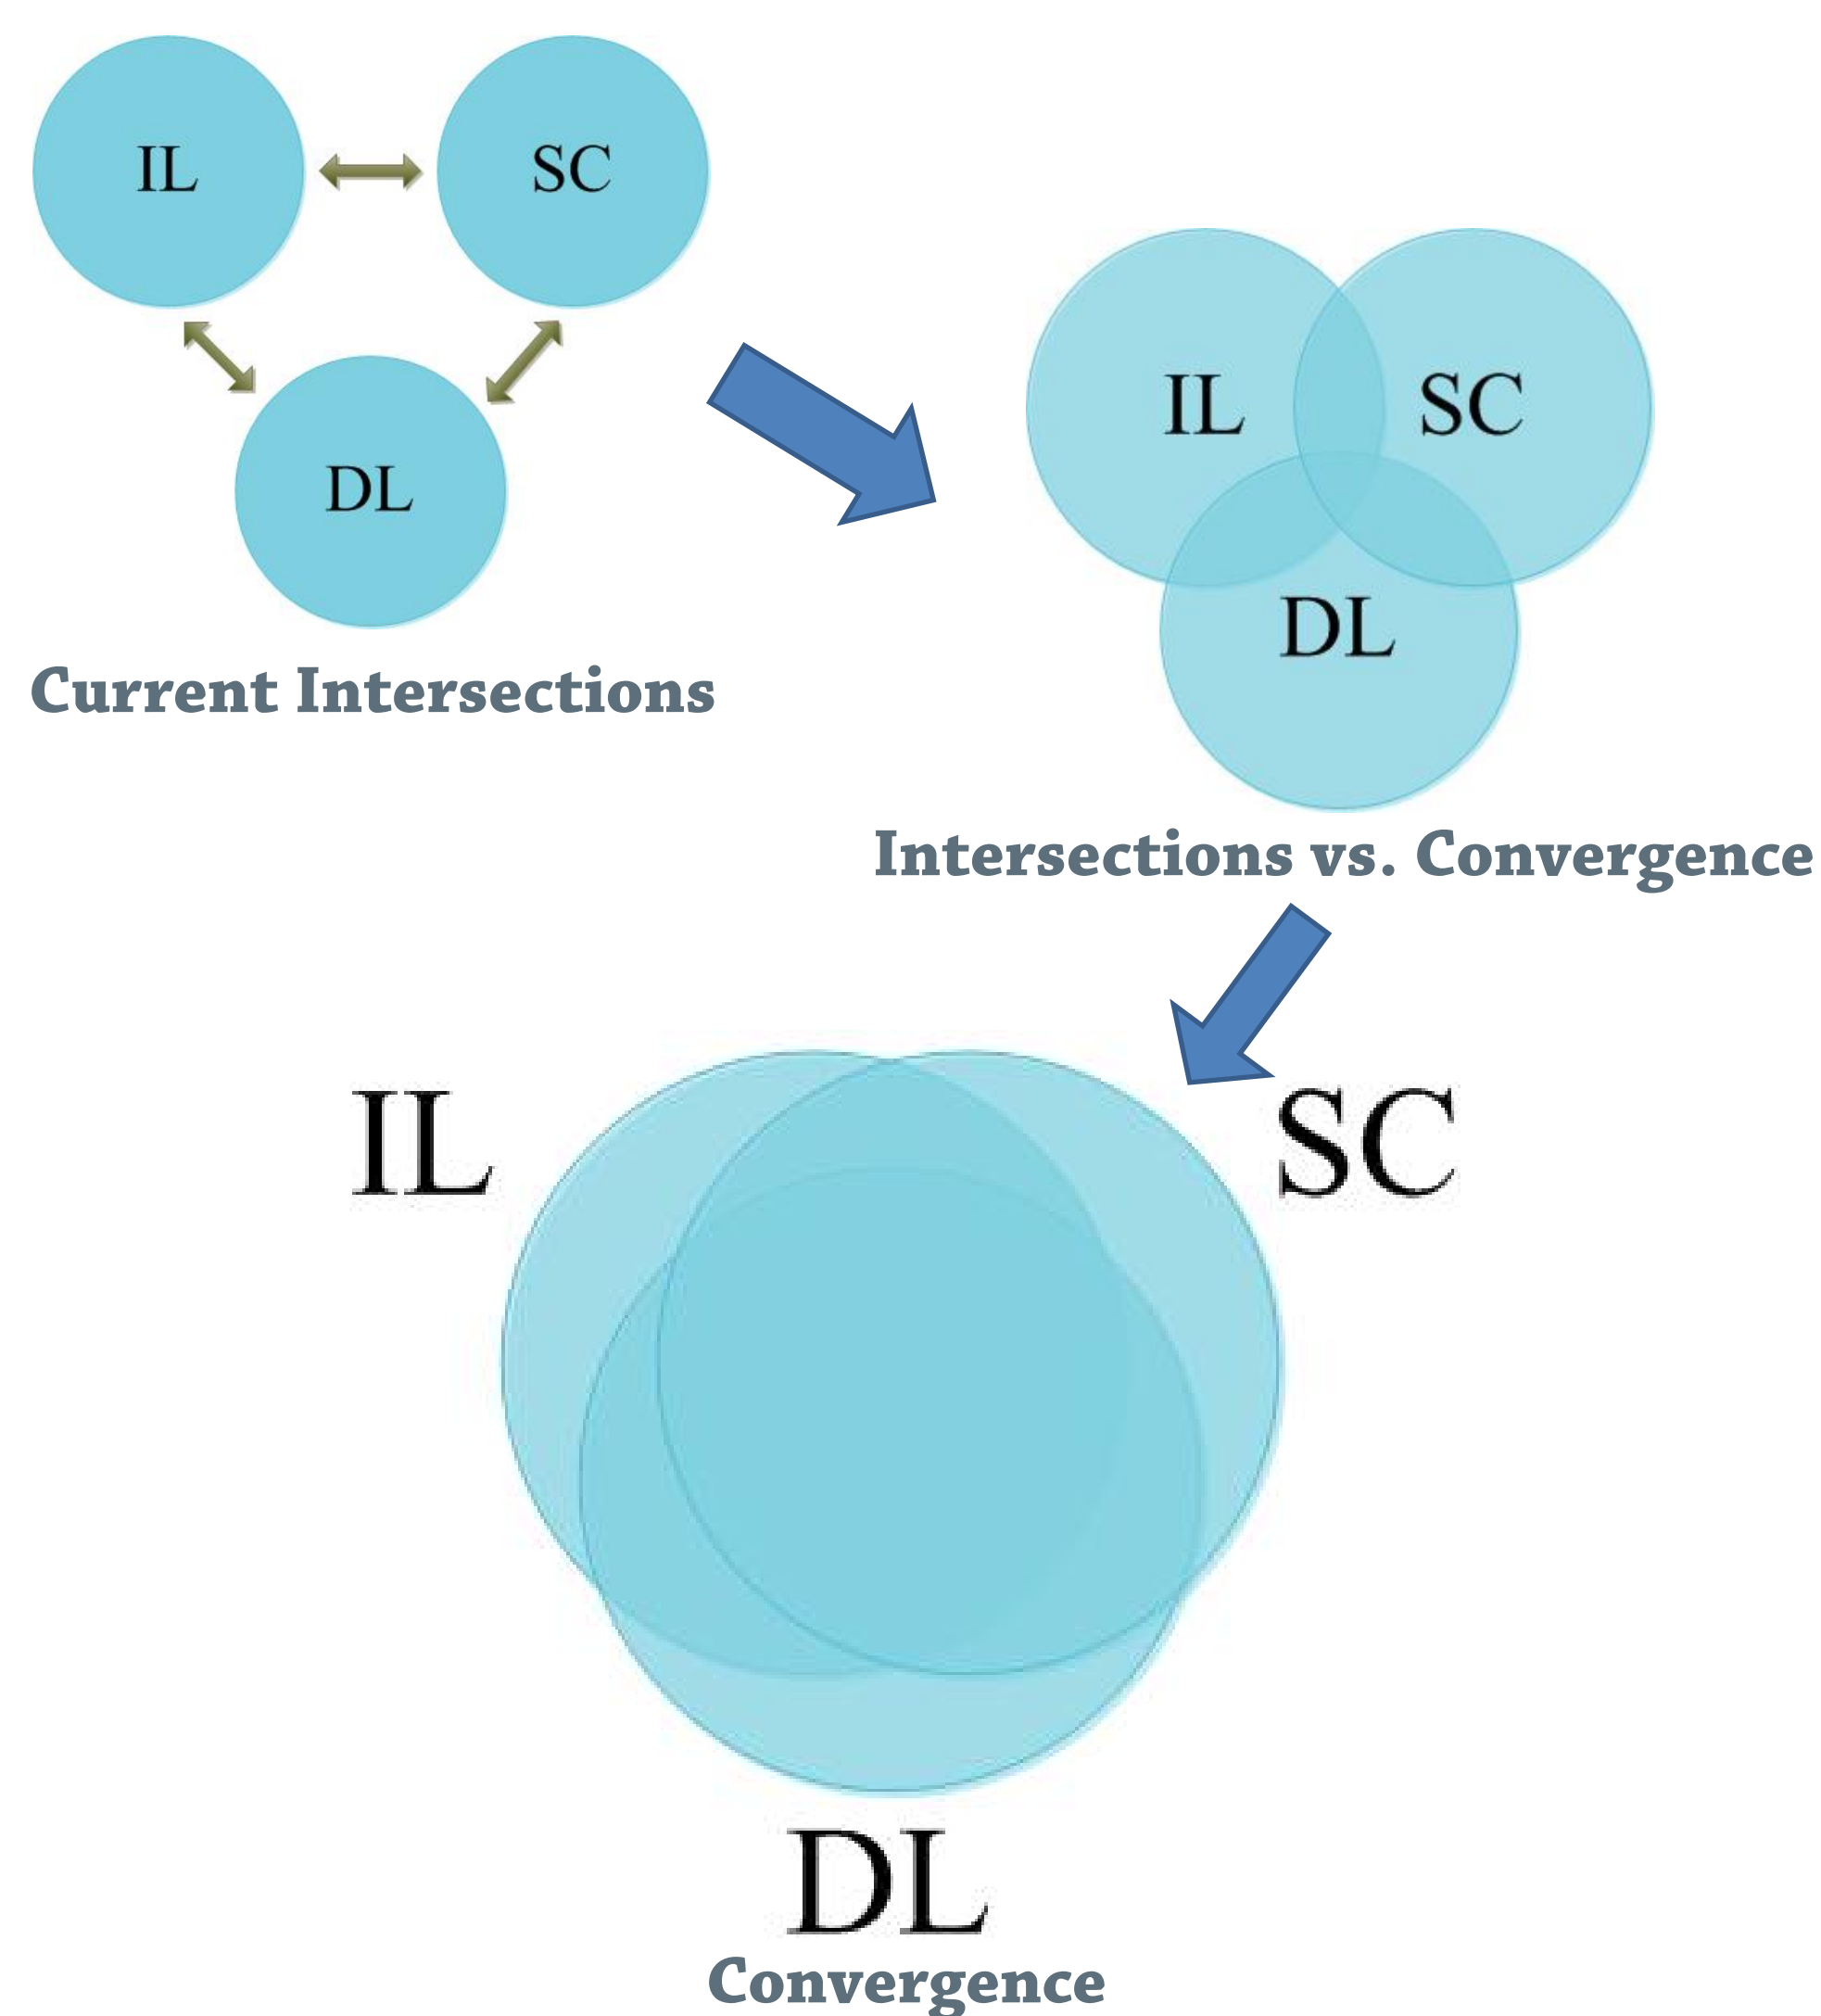 IL
SC
DL
Current Intersections
IL
SC
DL
Intersections vs. Convergence
IL
SC
DL
Convergence